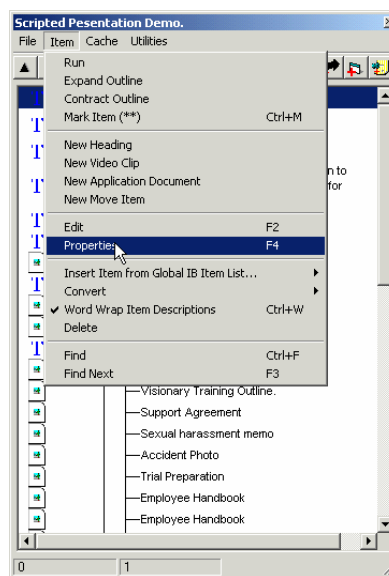 Scripted Pesentation Demo.
File Item Cache Utilities
Run
Expand Outline
Contract Outline
Mark Item (**) Ctrl+M
New Heading
New Video Clip
n to
New Application Document
for
New Move Item
Edit F2
Properties F4
Insert Item from Global IB Item List...
Convert
Word Wrap Item Descriptions Ctrl+W
Delete
Find Ctrl+F
Find Next F3
Visionary Training Outline.
Support Agreement
Sexual harassment memo
Accident Photo
Trial Preparation
Employee Handbook
Employee Handbook
0 1